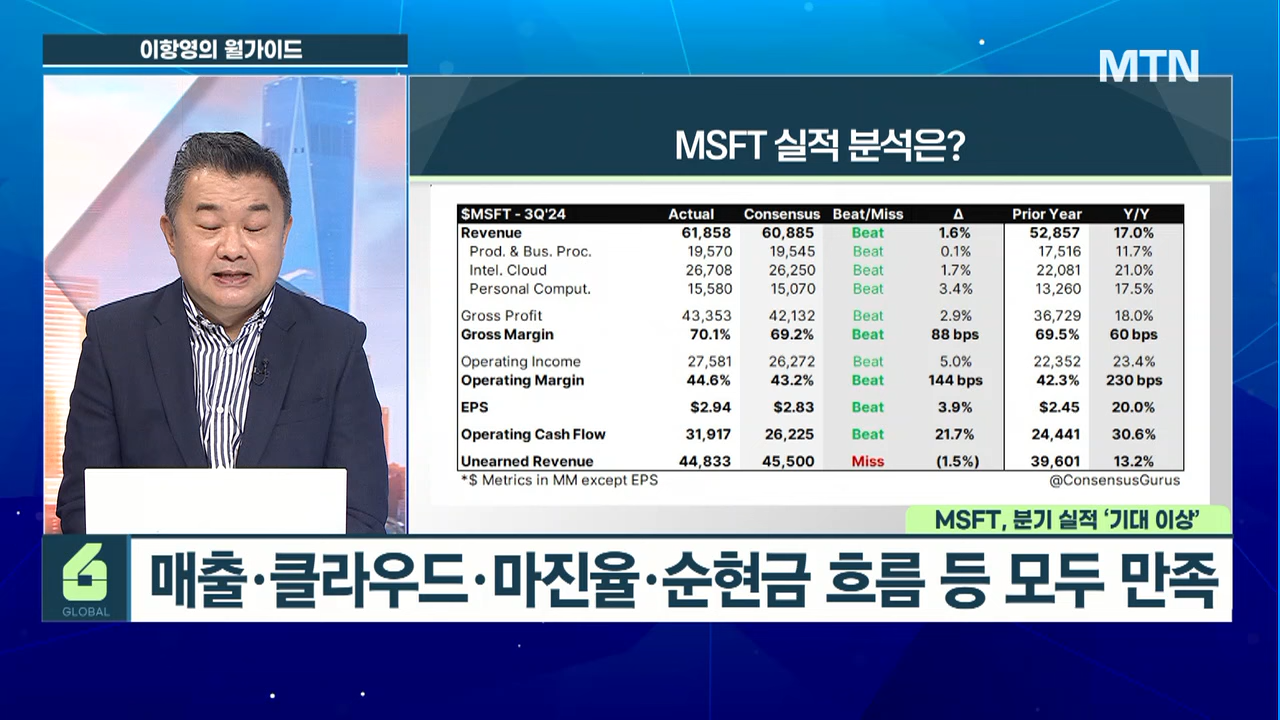 이항영의 월가이드
MTN
MSFT 실적 분석은?
$MSFT - 3Q'24 Actual Consensus Beat/Miss Δ Prior Year Y/Y
Revenue 61,858 60,885 Beat 1.6% 52,857 17.0%
Prod. & Bus. Proc. 19,570 19,545 Beat 0.1% 17,516 11.7%
Intel. Cloud 26,708 26,250 Beat 1.7% 22,081 21.0%
Personal Comput. 15,580 15,070 Beat 3.4% 13,260 17.5%
Gross Profit 43,353 42,132 Beat 2.9% 36,729 18.0%
Gross Margin 70.1% 69.2% Beat 88 bps 69.5% 60 bps
Operating Income 27,581 26,272 Beat 5.0% 22,352 23.4%
Operating Margin 44.6% 43.2% Beat 144 bps 42.3% 230 bps
EPS $2.94 $2.83 Beat 3.9% $2.45 20.0%
Operating Cash Flow 31,917 26,225 Beat 21.7% 24,441 30.6%
Unearned Revenue 44,833 45,500 Miss (1.5%) 39,601 13.2%
*$ Metrics in MM except EPS @ConsensusGurus
MSFT, 분기 실적 ‘기대 이상’
6 GLOBAL
매출·클라우드·마진율·순현금 흐름 등 모두 만족